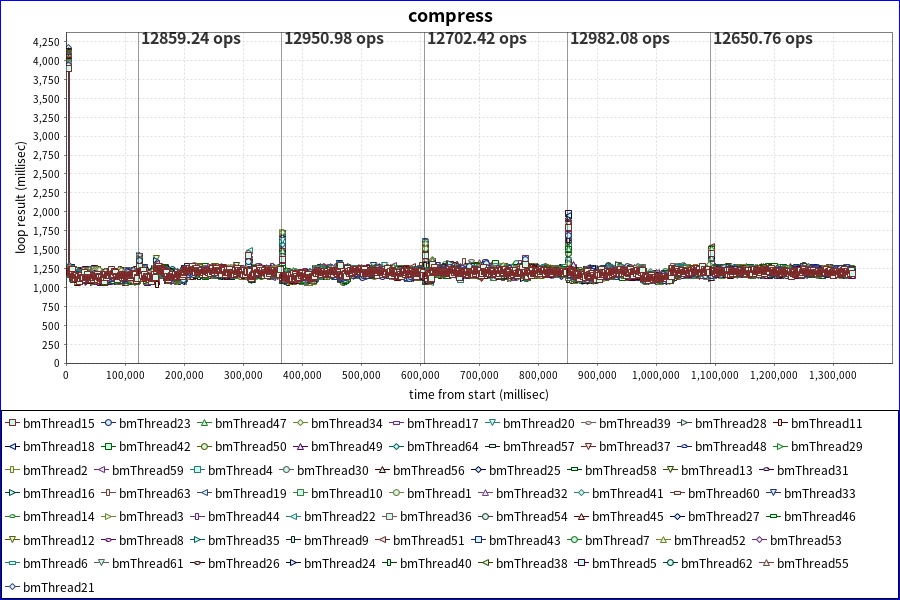 compress
12859.24 ops 12950.98 ops 12702.42 ops 12982.08 ops 12650.76 ops
4,250
4,000
3,750
3,500
3,250
3,000
2,750
2,500
2,250
2,000
1,750
1,500
1,250
1,000
750
500
250
0
loop result (millisec)
0 100,000 200,000 300,000 400,000 500,000 600,000 700,000 800,000 900,000 1,000,000 1,100,000 1,200,000 1,300,000
time from start (millisec)
bmThread15 bmThread23 bmThread47 bmThread34 bmThread17 bmThread20 bmThread39 bmThread28 bmThread11
bmThread18 bmThread42 bmThread50 bmThread49 bmThread64 bmThread57 bmThread37 bmThread48 bmThread29
bmThread2 bmThread59 bmThread4 bmThread30 bmThread56 bmThread25 bmThread58 bmThread13 bmThread31
bmThread16 bmThread63 bmThread19 bmThread10 bmThread1 bmThread32 bmThread41 bmThread60 bmThread33
bmThread14 bmThread3 bmThread44 bmThread22 bmThread36 bmThread54 bmThread45 bmThread27 bmThread46
bmThread12 bmThread8 bmThread35 bmThread9 bmThread51 bmThread43 bmThread7 bmThread52 bmThread53
bmThread6 bmThread61 bmThread26 bmThread24 bmThread40 bmThread38 bmThread5 bmThread62 bmThread55
bmThread21